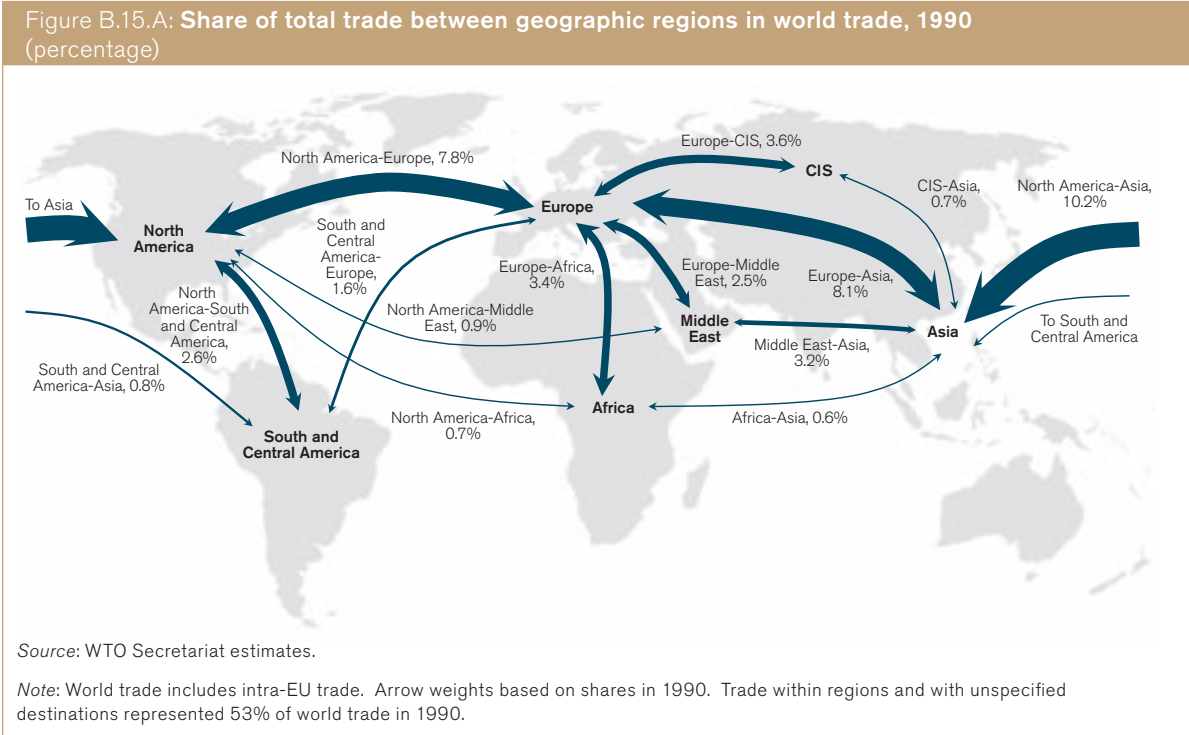 Figure B.15.A: Share of total trade between geographic regions in world trade, 1990
(percentage)
North America-Europe, 7.8%
Europe-CIS, 3.6%
CIS
CIS-Asia,
0.7%
North America-Asia,
10.2%
To Asia
North
America
Europe
South and
Central
America-
Europe,
1.6%
Europe-Africa,
3.4%
Europe-Middle
East, 2.5%
Europe-Asia,
8.1%
North
America-South
and Central
America,
2.6%
North America-Middle
East, 0.9%
Middle
East
Asia
To South and
Central America
Middle East-Asia,
3.2%
South and Central
America-Asia, 0.8%
North America-Africa,
0.7%
Africa
Africa-Asia, 0.6%
South and
Central America
Source: WTO Secretariat estimates.
Note: World trade includes intra-EU trade. Arrow weights based on shares in 1990. Trade within regions and with unspecified
destinations represented 53% of world trade in 1990.